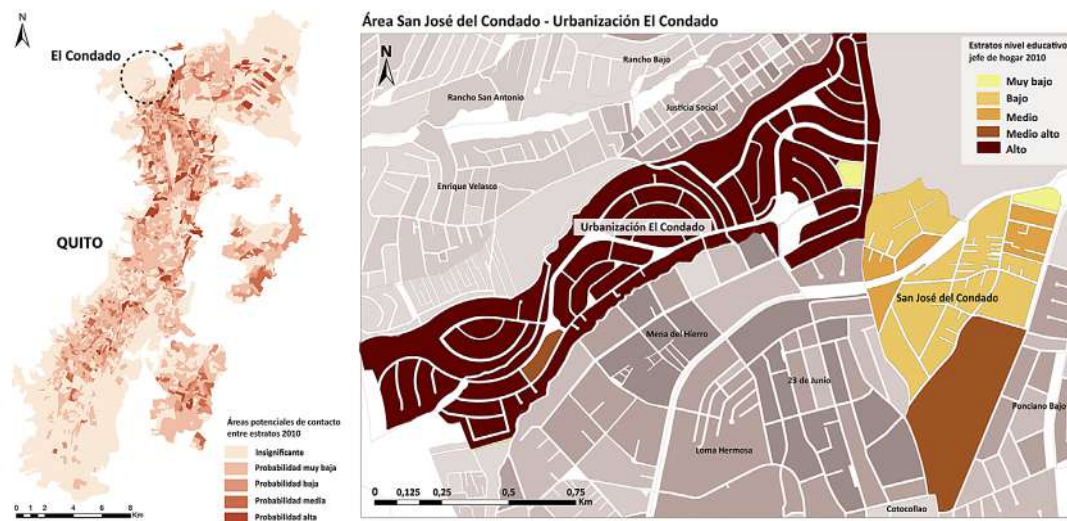 N
El Condado
QUITO
Áreas potenciales de contacto
entre estratos 2010
Insignificante
Probabilidad muy baja
Probabilidad baja
Probabilidad media
Probabilidad alta
0 1 2 4 6 8
Km
Área San José del Condado - Urbanización El Condado
N
Rancho Bajo
Rancho San Antonio
Justicia Social
Enrique Velasco
Urbanización El Condado
San José del Condado
Mena del Hierro
23 de Junio
Ponciano Bajo
Loma Hermosa
Cotocollao
Estratos nivel educativo
jefe de hogar 2010
Muy bajo
Bajo
Medio
Medio alto
Alto
0 0,125 0,25 0,5 0,75
Km